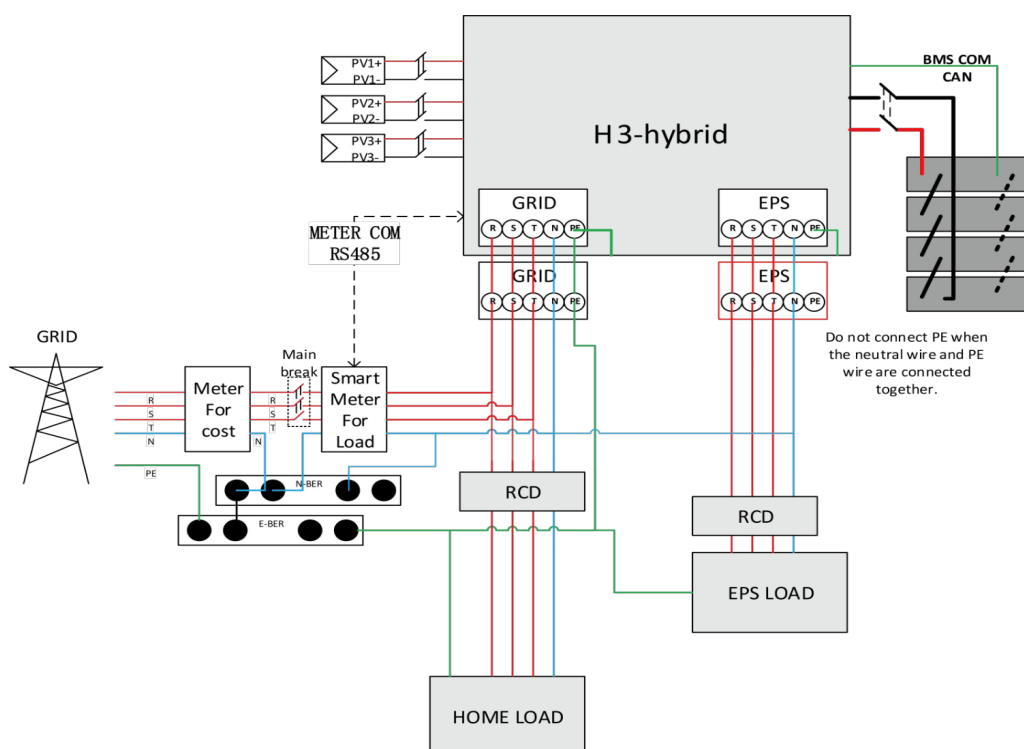 PV1+
PV1-
PV2+
PV2-
PV3+
PV3-
H3-hybrid
BMS COM
CAN
GRID
R S T N PE
EPS
R S T N PE
METER COM
RS485
GRID
R S T N PE
EPS
R S T N PE
Do not connect PE when
the neutral wire and PE
wire are connected
together.
GRID
R
S
T
N
PE
Meter
For
cost
Main
break
R
S
T
N
Smart
Meter
For
Load
N-BER
E-BER
RCD
RCD
EPS LOAD
HOME LOAD